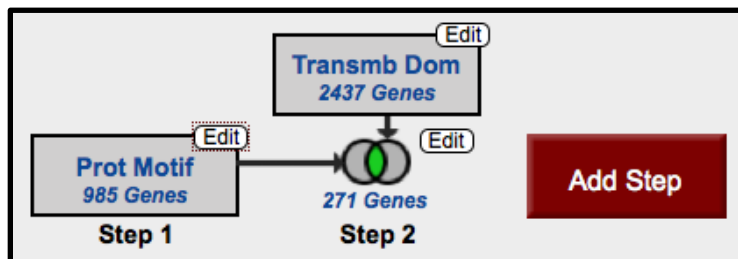 Edit
Transmb Dom
2437 Genes
Edit
Edit
Prot Motif
985 Genes
271 Genes
Add Step
Step 1
Step 2